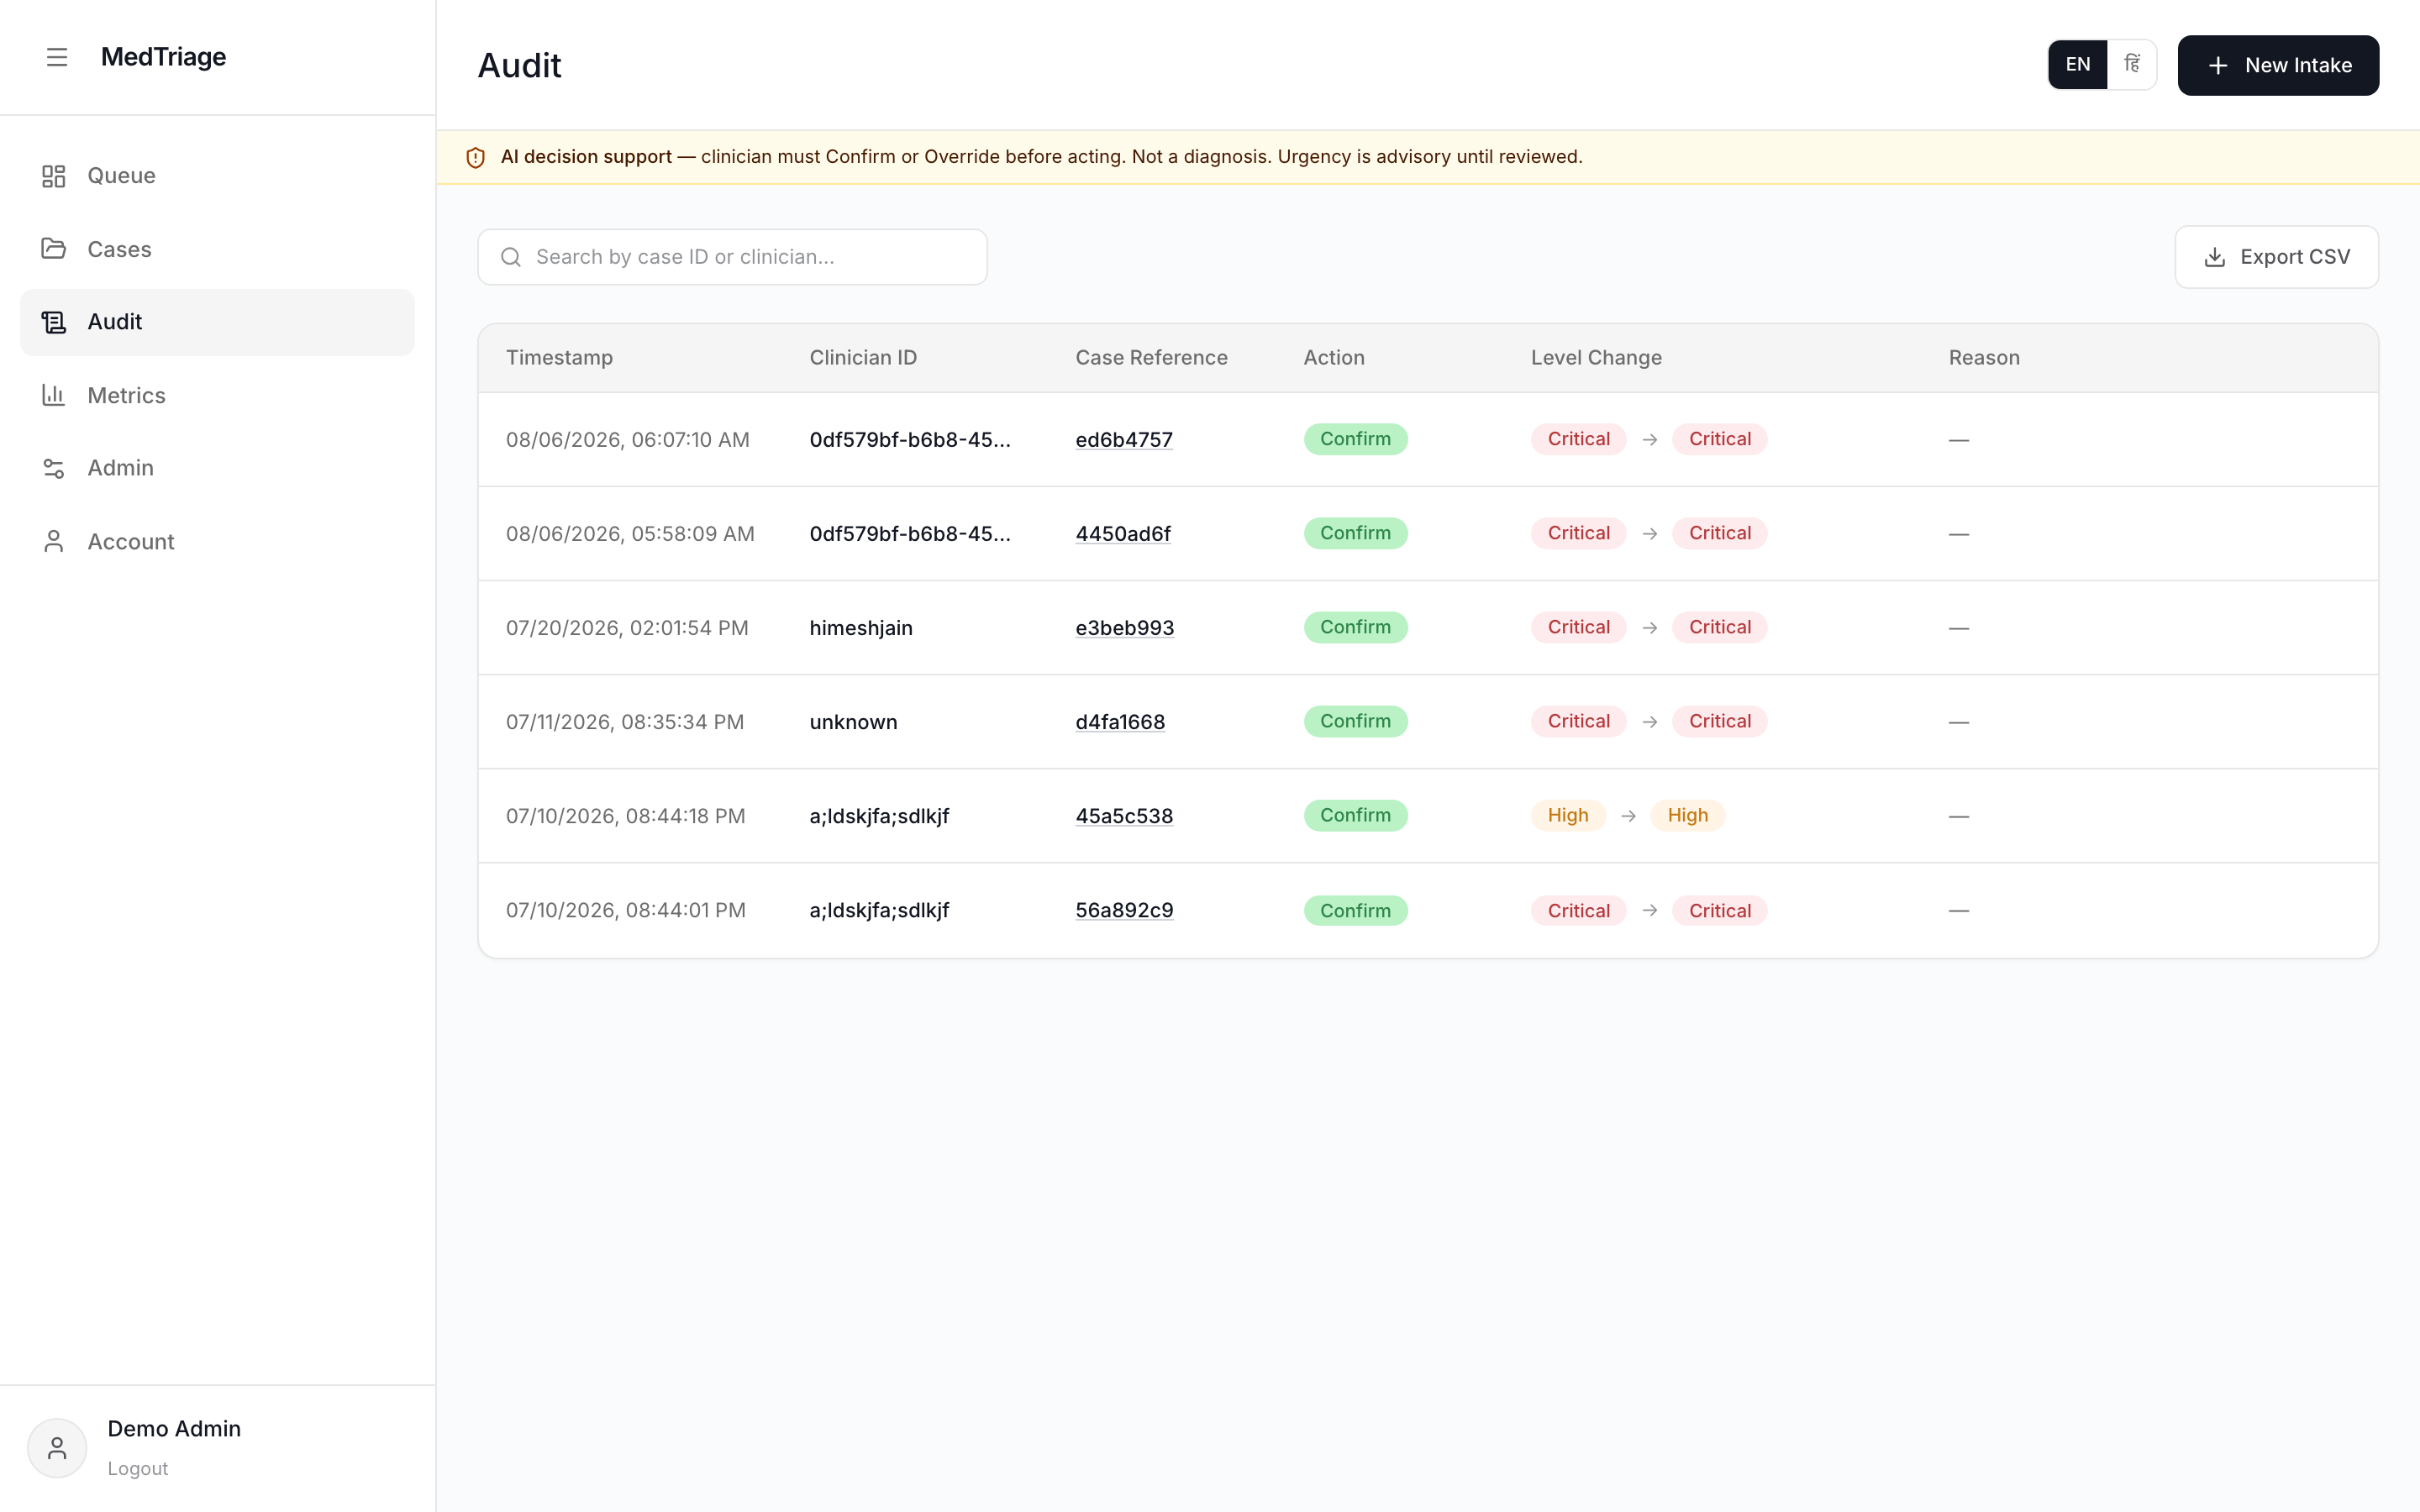 MedTriage
Queue
Cases
Audit
Metrics
Admin
Account
Demo Admin
Logout
Audit
EN हिं
+ New Intake
AI decision support — clinician must Confirm or Override before acting. Not a diagnosis. Urgency is advisory until reviewed.
Search by case ID or clinician...
Export CSV
Timestamp Clinician ID Case Reference Action Level Change Reason
08/06/2026, 06:07:10 AM 0df579bf-b6b8-45... ed6b4757 Confirm Critical → Critical —
08/06/2026, 05:58:09 AM 0df579bf-b6b8-45... 4450ad6f Confirm Critical → Critical —
07/20/2026, 02:01:54 PM himeshjain e3beb993 Confirm Critical → Critical —
07/11/2026, 08:35:34 PM unknown d4fa1668 Confirm Critical → Critical —
07/10/2026, 08:44:18 PM a;ldskjfa;sdlkjf 45a5c538 Confirm High → High —
07/10/2026, 08:44:01 PM a;ldskjfa;sdlkjf 56a892c9 Confirm Critical → Critical —